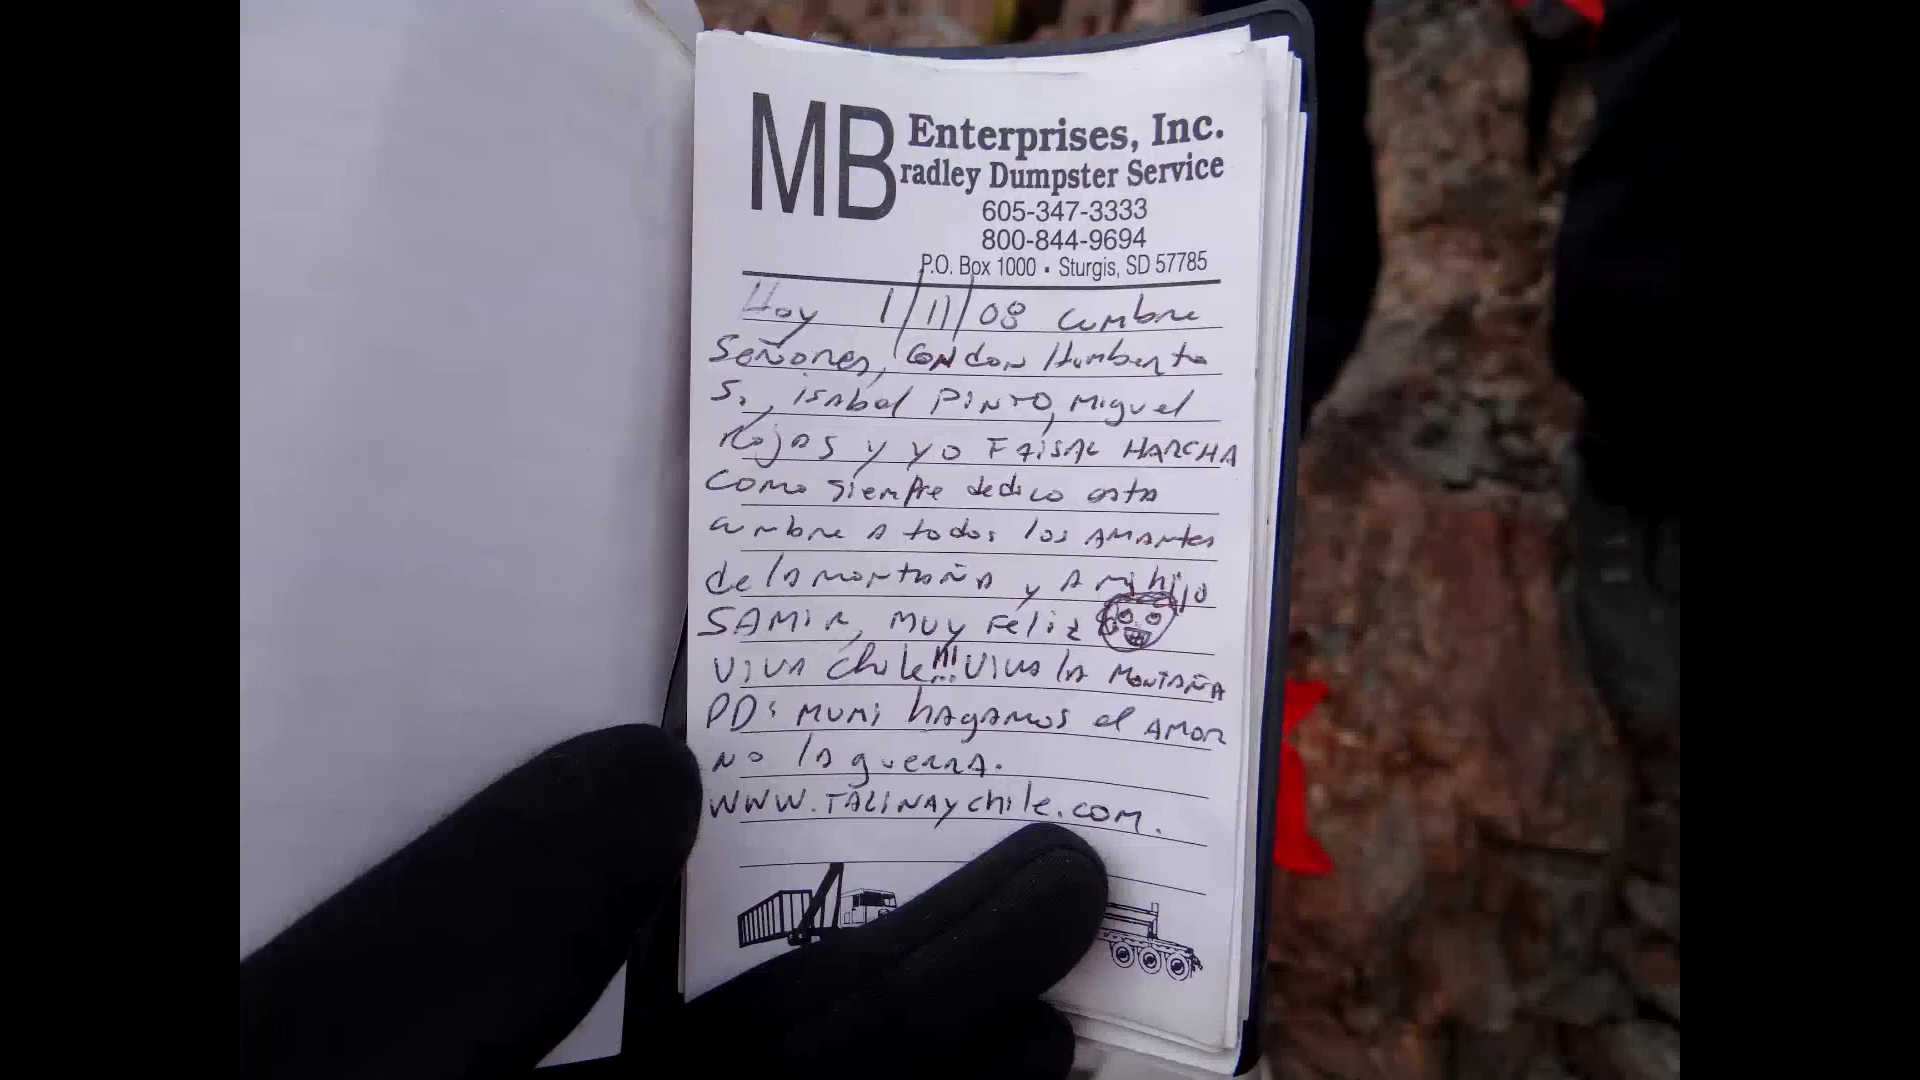 MB Enterprises, Inc.
radley Dumpster Service
605-347-3333
800-844-9694
P.O. Box 1000 • Sturgis, SD 57785
Hoy 1/11/08 cumbre
Señores, CONdoN Humberto
S., isabel PiNTO, Miguel
Rojas y yo FAiSAL HARCHA
Como siempre dedico esta
cumbre A todos los AMANtes
de lA montAñA y A mi hijo
SAMiR, MUY Feliz
ViVA Chile!!! ViVA lA MONTAÑA
PD: MUMi hAgAMOS el AMOR
NO lA guerrA.
WWW.TALiNAYchile.com.